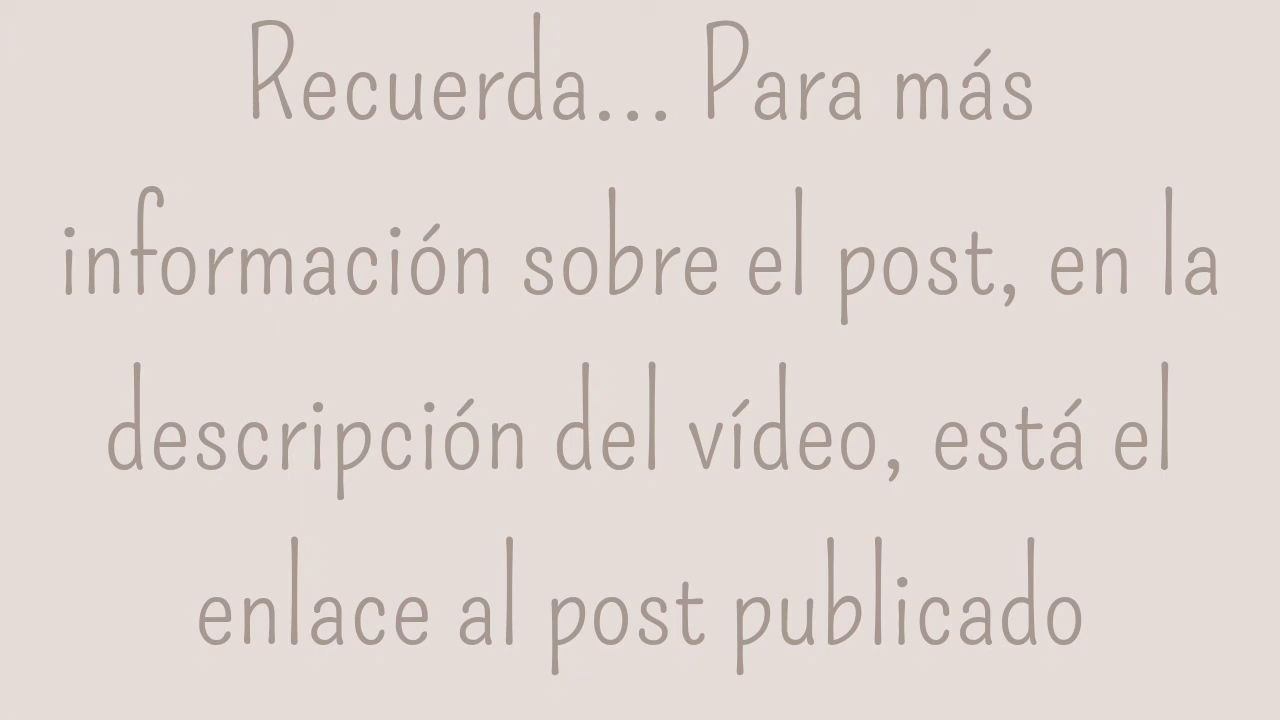 Recuerda... Para más
información sobre el post, en la
descripción del vídeo, está el
enlace al post publicado